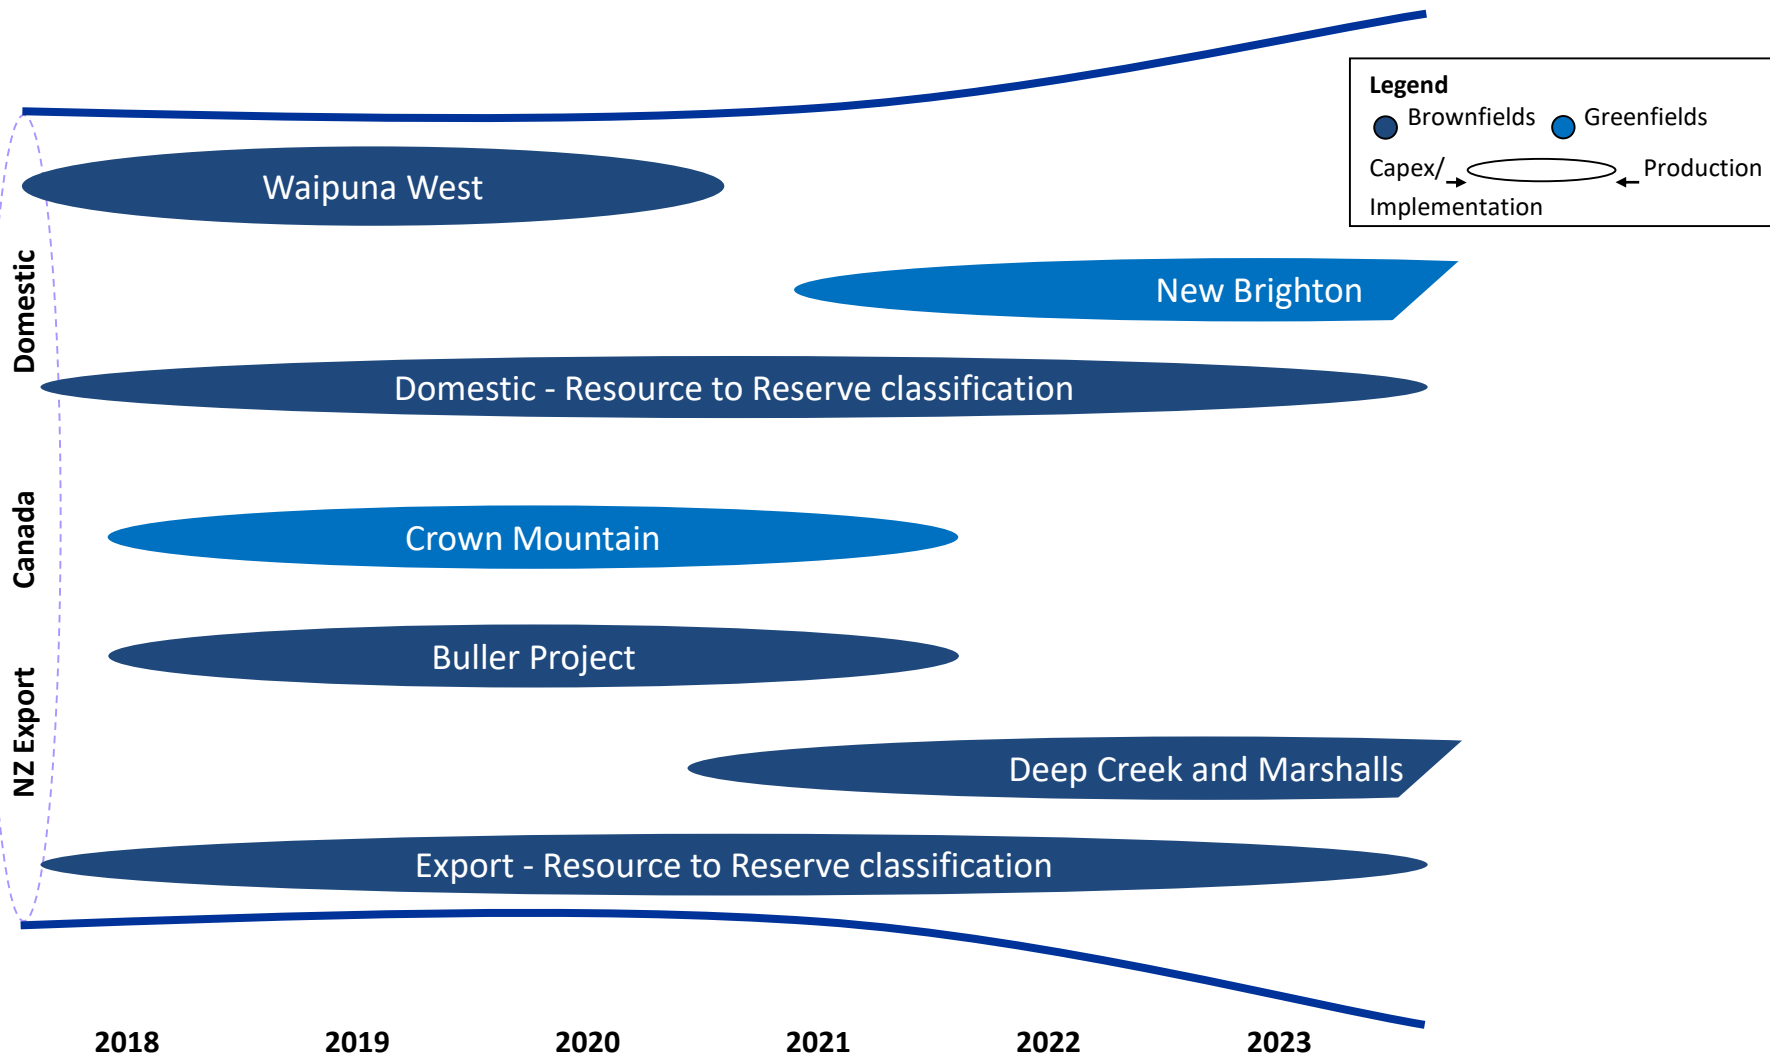 Legend
Brownfields
Greenfields
Capex/
Production
Implementation
Domestic
Canada
NZ Export
Waipuna West
New Brighton
Domestic - Resource to Reserve classification
Crown Mountain
Buller Project
Deep Creek and Marshalls
Export - Resource to Reserve classification
2018 2019 2020 2021 2022 2023